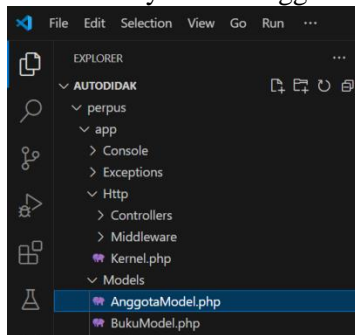 File Edit Selection View Go Run ...
EXPLORER
AUTODIDAK
perpus
app
Console
Exceptions
Http
Controllers
Middleware
Kernel.php
Models
AnggotaModel.php
BukuModel.php